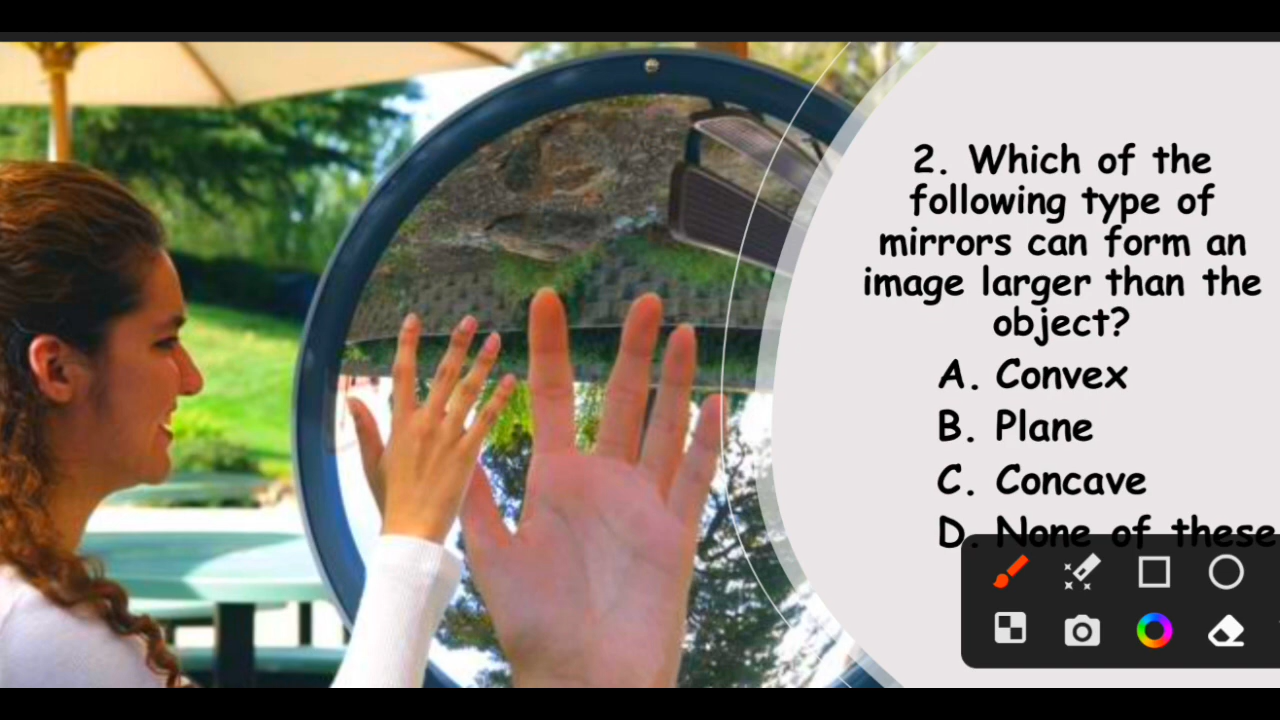 2. Which of the
following type of
mirrors can form an
image larger than the
object?
A. Convex
B. Plane
C. Concave
D. None of these